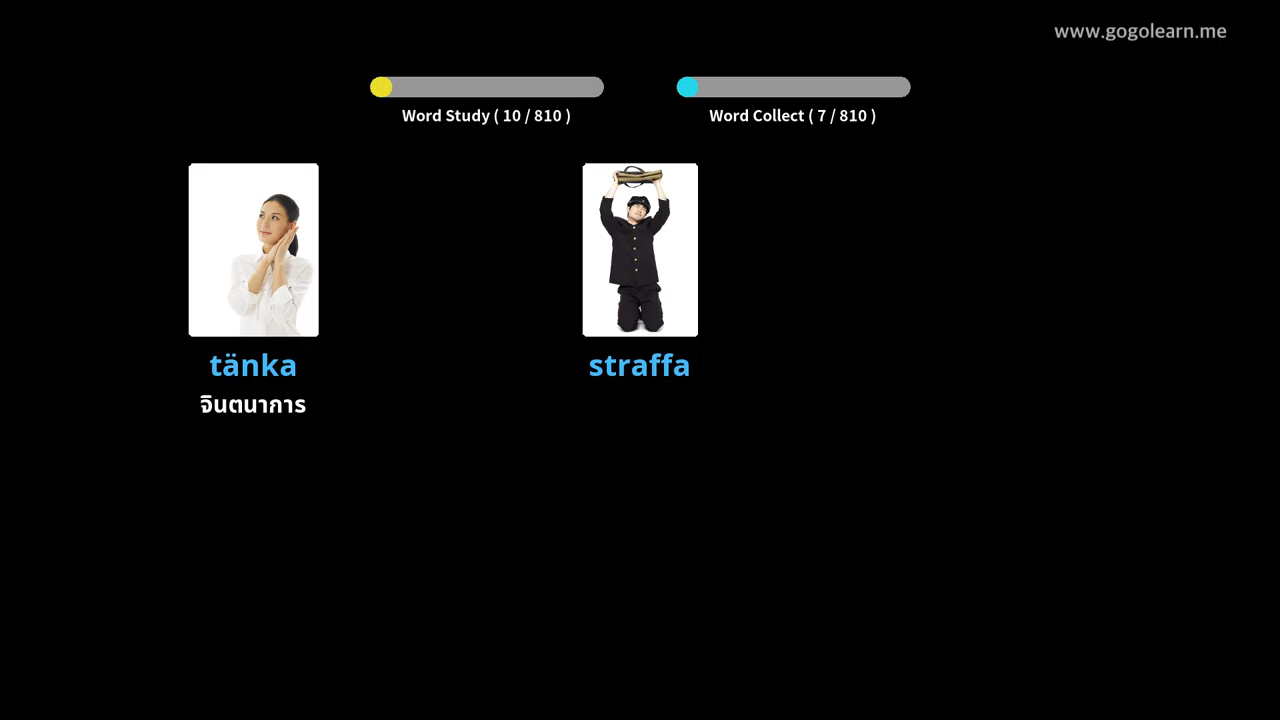 www.gogolearn.me
Word Study ( 10 / 810 )
Word Collect ( 7 / 810 )
tänka
straffa
จินตนาการ